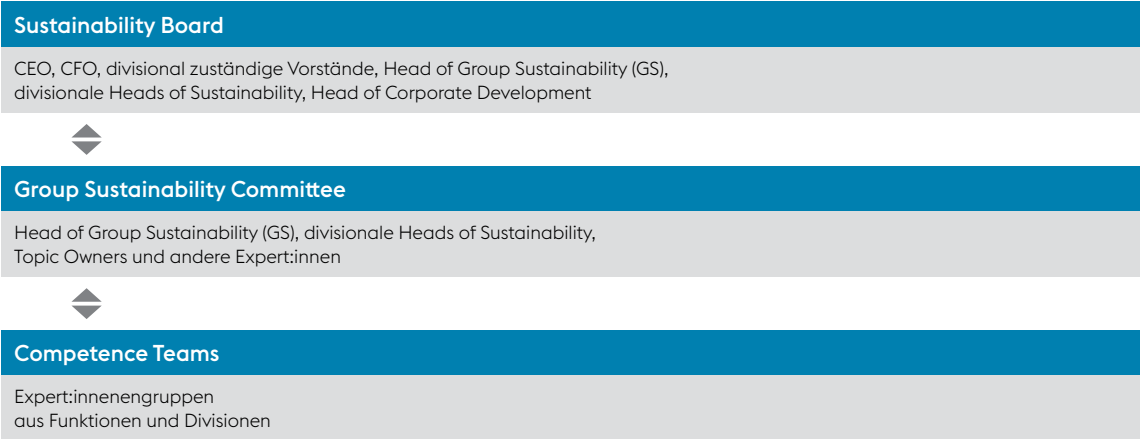 Sustainability Board
CEO, CFO, divisional zuständige Vorstände, Head of Group Sustainability (GS),
divisionale Heads of Sustainability, Head of Corporate Development
Group Sustainability Committee
Head of Group Sustainability (GS), divisionale Heads of Sustainability,
Topic Owners und andere Expert:innen
Competence Teams
Expert:innenengruppen
aus Funktionen und Divisionen